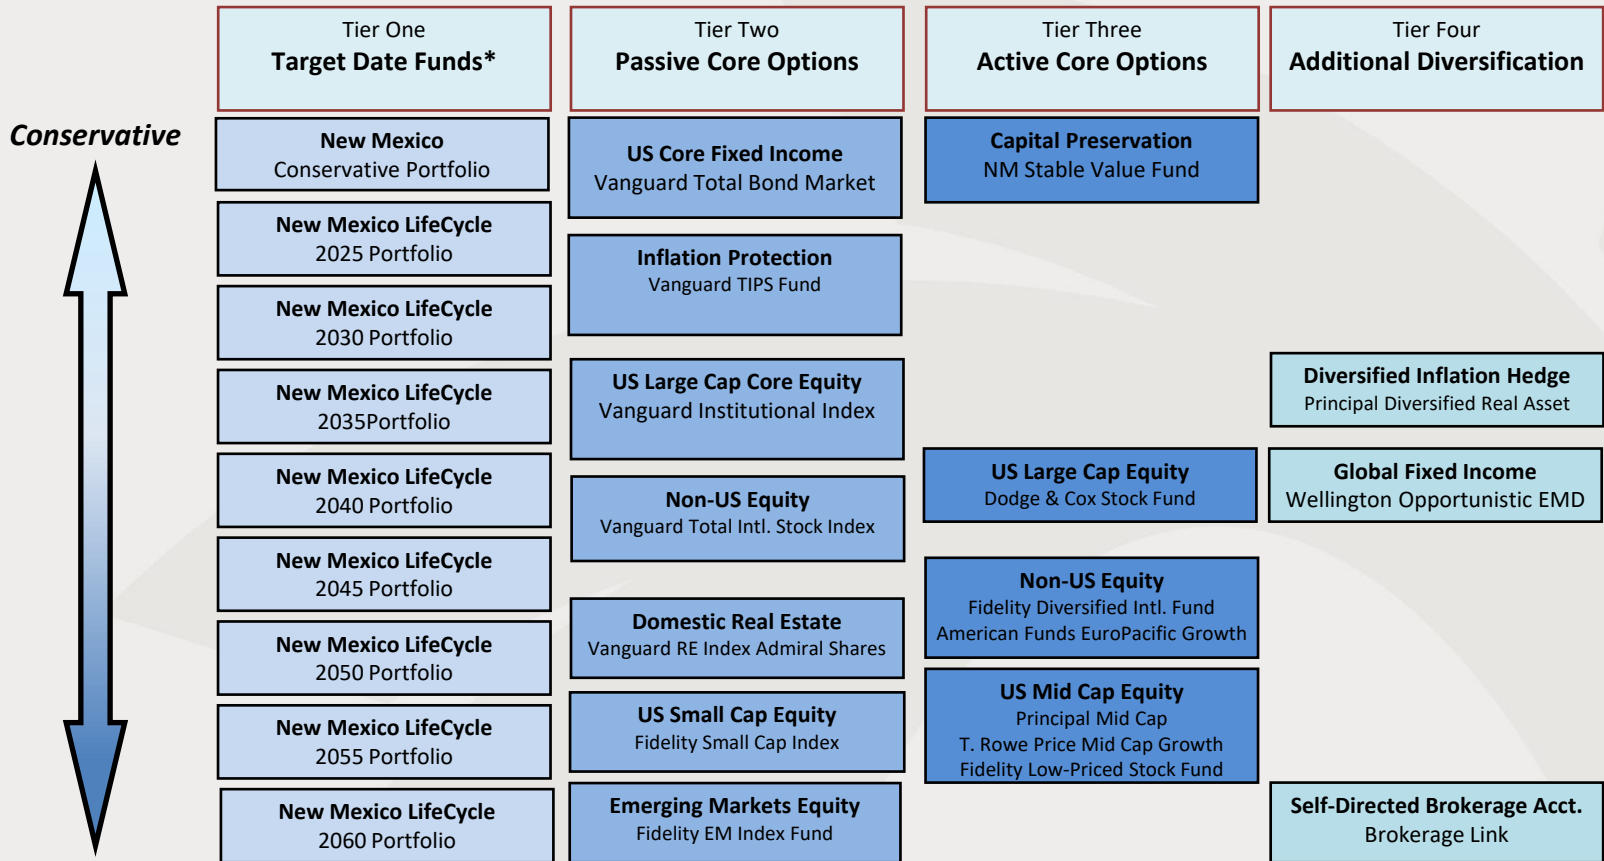 Tier One
Target Date Funds*
Tier Two
Passive Core Options
Tier Three
Active Core Options
Tier Four
Additional Diversification
Conservative
New Mexico
Conservative Portfolio
New Mexico LifeCycle
2025 Portfolio
New Mexico LifeCycle
2030 Portfolio
New Mexico LifeCycle
2035Portfolio
New Mexico LifeCycle
2040 Portfolio
New Mexico LifeCycle
2045 Portfolio
New Mexico LifeCycle
2050 Portfolio
New Mexico LifeCycle
2055 Portfolio
New Mexico LifeCycle
2060 Portfolio
US Core Fixed Income
Vanguard Total Bond Market
Inflation Protection
Vanguard TIPS Fund
US Large Cap Core Equity
Vanguard Institutional Index
Non-US Equity
Vanguard Total Intl. Stock Index
Domestic Real Estate
Vanguard RE Index Admiral Shares
US Small Cap Equity
Fidelity Small Cap Index
Emerging Markets Equity
Fidelity EM Index Fund
Capital Preservation
NM Stable Value Fund
US Large Cap Equity
Dodge & Cox Stock Fund
Non-US Equity
Fidelity Diversified Intl. Fund
American Funds EuroPacific Growth
US Mid Cap Equity
Principal Mid Cap
T. Rowe Price Mid Cap Growth
Fidelity Low-Priced Stock Fund
Diversified Inflation Hedge
Principal Diversified Real Asset
Global Fixed Income
Wellington Opportunistic EMD
Self-Directed Brokerage Acct.
Brokerage Link